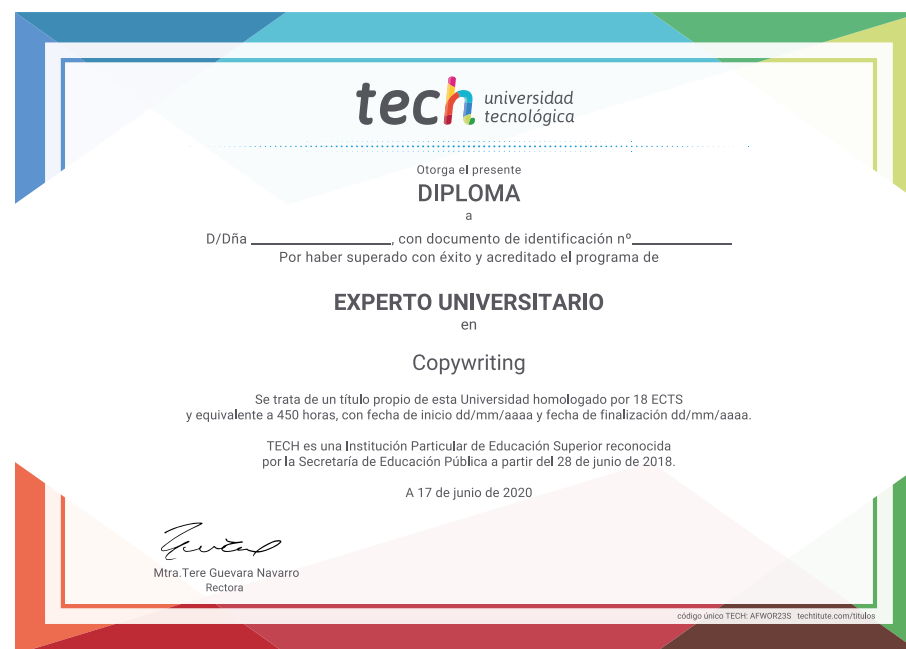 tech universidad
tecnológica
Otorga el presente
DIPLOMA
a
D/Dña ____________________, con documento de identificación nº______________
Por haber superado con éxito y acreditado el programa de
EXPERTO UNIVERSITARIO
en
Copywriting
Se trata de un título propio de esta Universidad homologado por 18 ECTS
y equivalente a 450 horas, con fecha de inicio dd/mm/aaaa y fecha de finalización dd/mm/aaaa.
TECH es una Institución Particular de Educación Superior reconocida
por la Secretaría de Educación Pública a partir del 28 de junio de 2018.
A 17 de junio de 2020
Mtra.Tere Guevara Navarro
Rectora
código único TECH: AFWOR23S techtitute.com/titulos